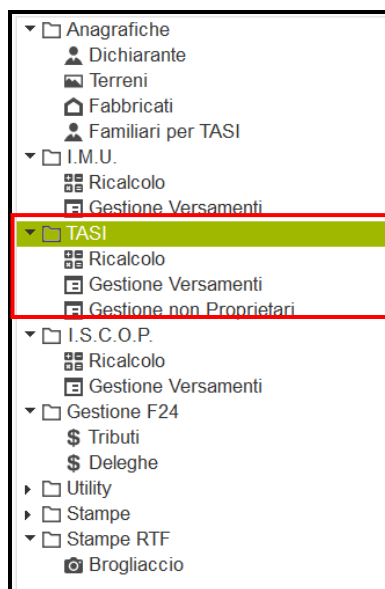 Anagrafiche
Dichiarante
Terreni
Fabbricati
Familiari per TASI
I.M.U.
Ricalcolo
Gestione Versamenti
TASI
Ricalcolo
Gestione Versamenti
Gestione non Proprietari
I.S.C.O.P.
Ricalcolo
Gestione Versamenti
Gestione F24
Tributi
Deleghe
Utility
Stampe
Stampe RTF
Brogliaccio